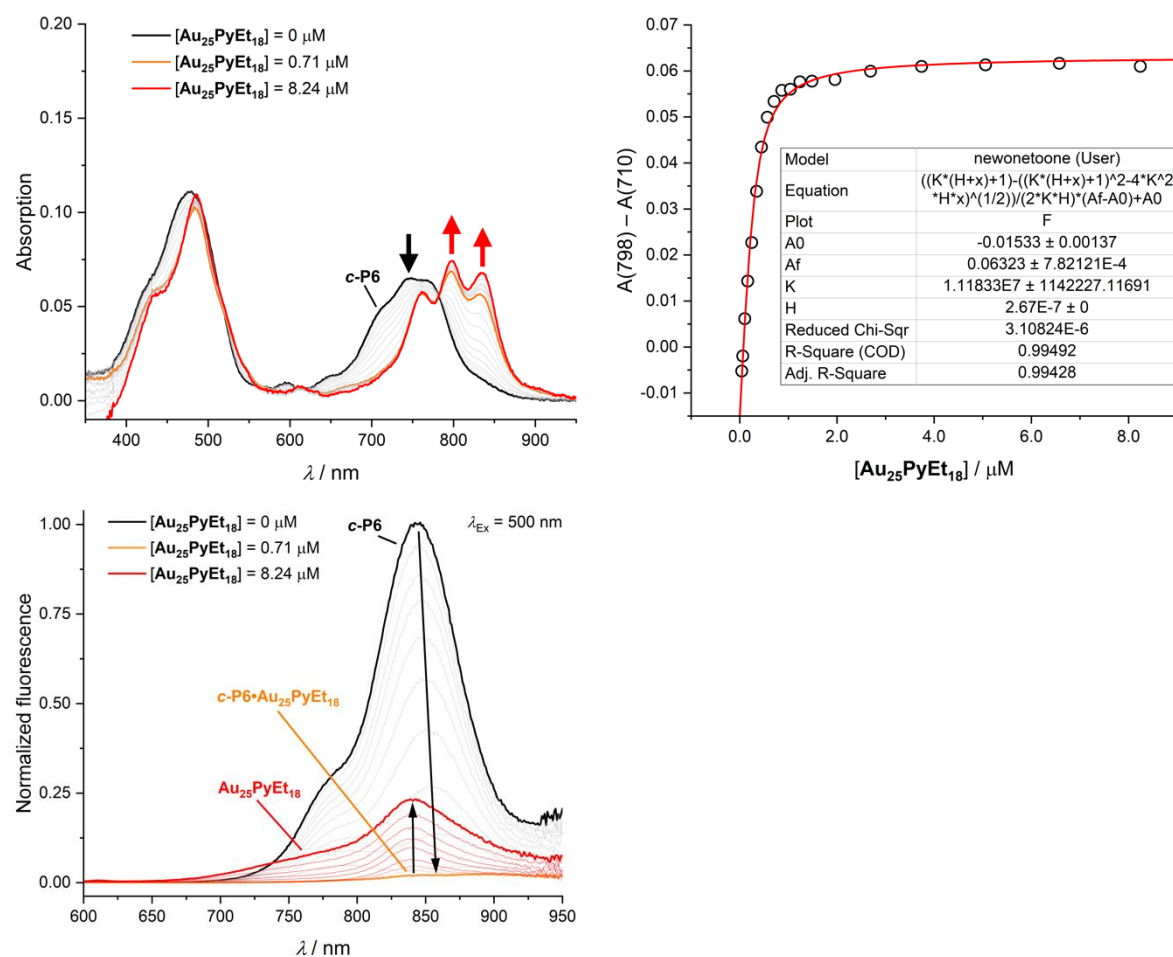 [Au₂₅PyEt₁₈] = 0 μM
[Au₂₅PyEt₁₈] = 0.71 μM
[Au₂₅PyEt₁₈] = 8.24 μM
c-P6
0.20
0.15
0.10
0.05
0.00
Absorption
400 500 600 700 800 900
λ / nm
0.07
0.06
0.05
0.04
0.03
0.02
0.01
0.00
-0.01
A(798) – A(710)
Model newonetoone (User)
Equation ((K*(H+x)+1)-((K*(H+x)+1)^2-4*K^2
*H*x)^(1/2))/(2*K*H)*(Af-A0)+A0
Plot F
A0 -0.01533 ± 0.00137
Af 0.06323 ± 7.82121E-4
K 1.11833E7 ± 1142227.11691
H 2.67E-7 ± 0
Reduced Chi-Sqr 3.10824E-6
R-Square (COD) 0.99492
Adj. R-Square 0.99428
0.0 2.0 4.0 6.0 8.0
[Au₂₅PyEt₁₈] / μM
[Au₂₅PyEt₁₈] = 0 μM
[Au₂₅PyEt₁₈] = 0.71 μM
[Au₂₅PyEt₁₈] = 8.24 μM
c-P6
λEx = 500 nm
c-P6•Au₂₅PyEt₁₈
Au₂₅PyEt₁₈
1.00
0.75
0.50
0.25
0.00
Normalized fluorescence
600 650 700 750 800 850 900 950
λ / nm